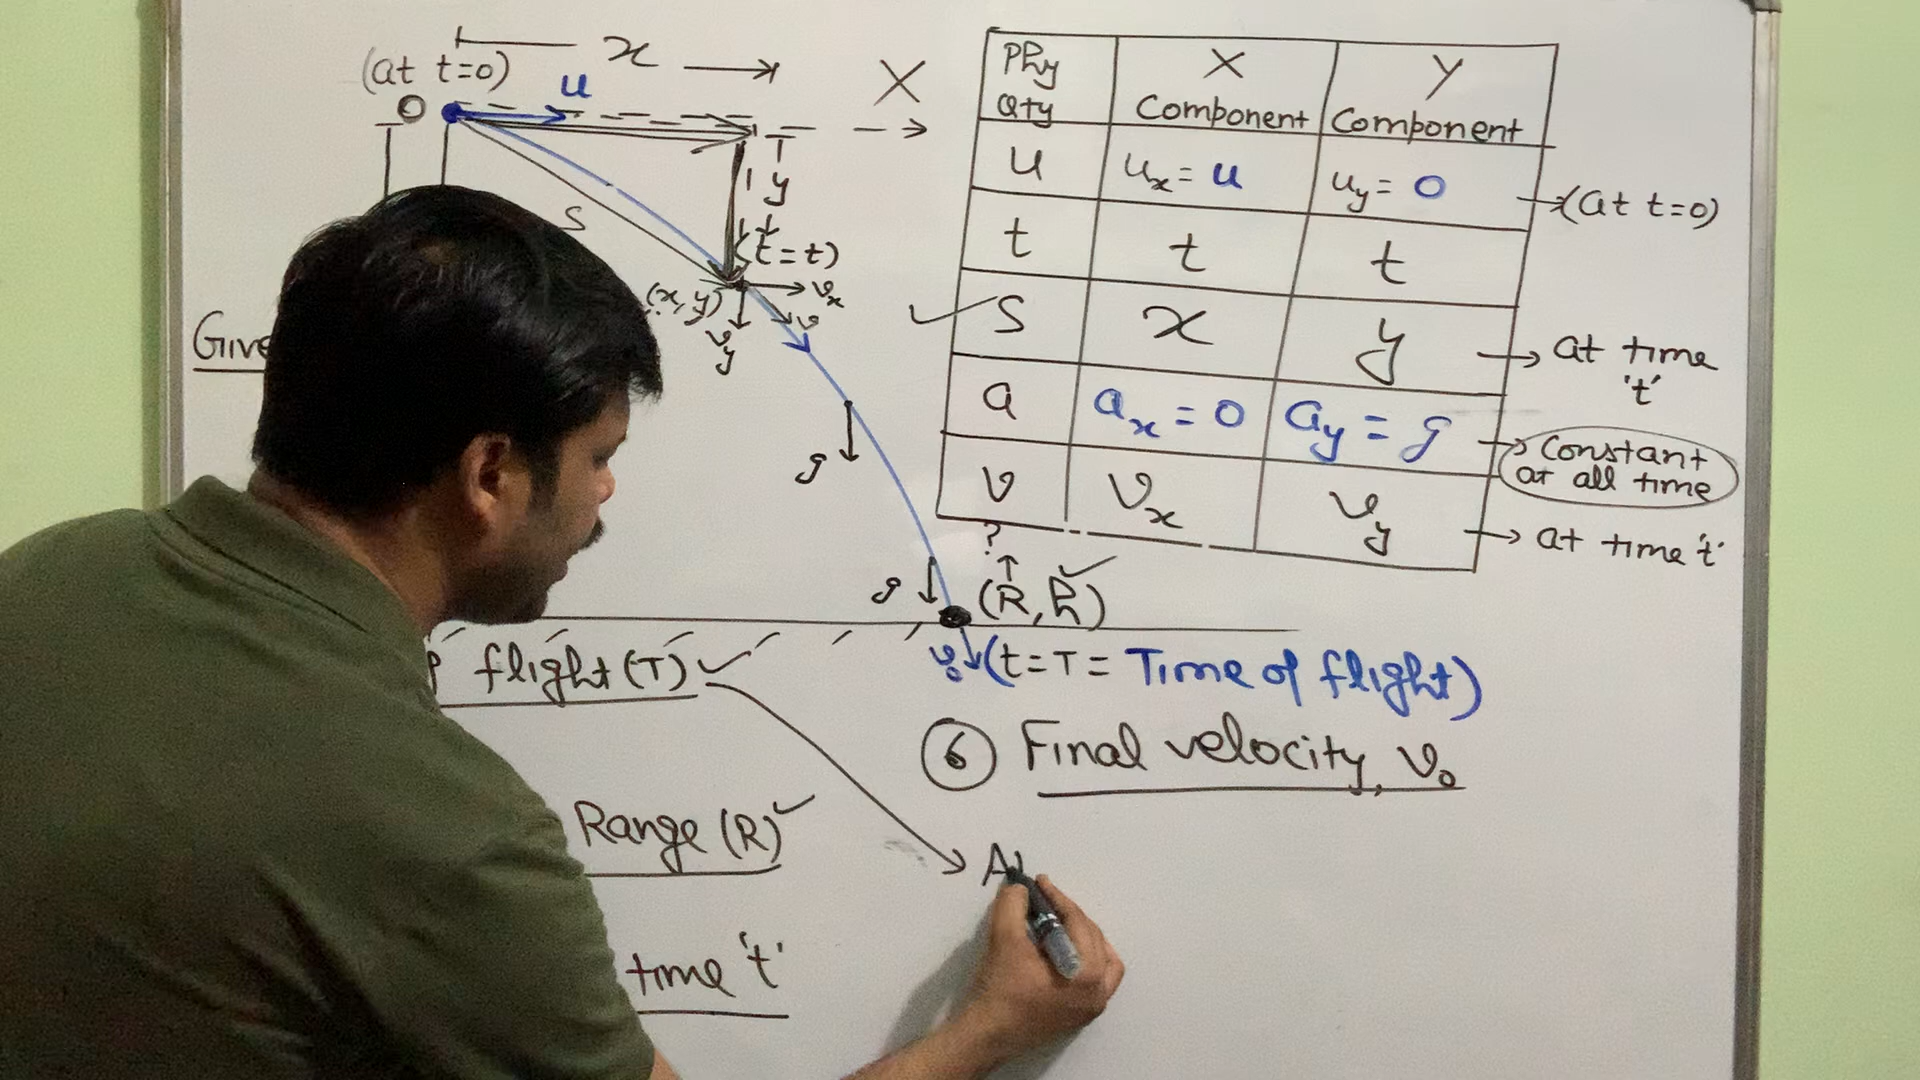 x
(at t=0)
u
X
O
y
S
(t=t)
(x,y)
vx
v
vy
Give
g
g
?
(R, h)
v₀ (t=T= Time of flight)
Phy Qty
X Component
Y Component
u
ux = u
uy = 0
(at t=0)
t
t
t
S
x
y
at time 't'
a
ax = 0
ay = g
Constant at all time
v
vx
vy
at time 't'
flight (T) ✓
⑥ Final velocity, v₀
Range (R) ✓
time 't'